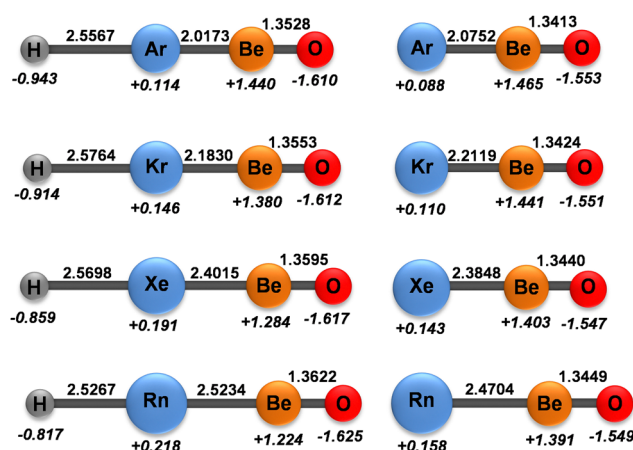 2.5567 2.0173 1.3528 2.0752 1.3413
H Ar Be O Ar Be O
-0.943 +0.114 +1.440 -1.610 +0.088 +1.465 -1.553
2.5764 2.1830 1.3553 2.2119 1.3424
H Kr Be O Kr Be O
-0.914 +0.146 +1.380 -1.612 +0.110 +1.441 -1.551
2.5698 2.4015 1.3595 2.3848 1.3440
H Xe Be O Xe Be O
-0.859 +0.191 +1.284 -1.617 +0.143 +1.403 -1.547
2.5267 2.5234 1.3622 2.4704 1.3449
H Rn Be O Rn Be O
-0.817 +0.218 +1.224 -1.625 +0.158 +1.391 -1.549